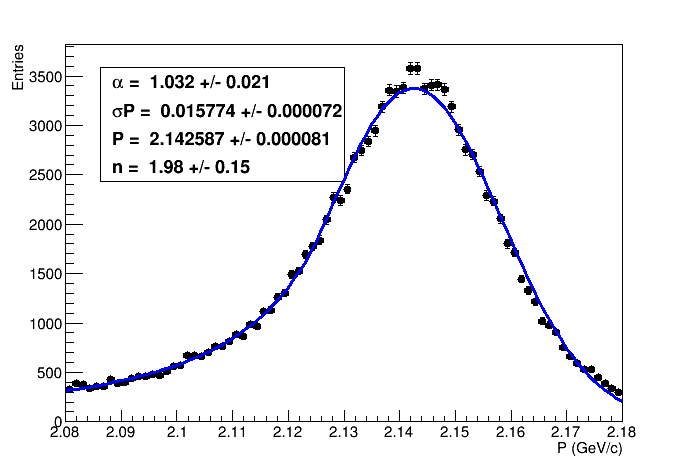 Entries
α = 1.032 +/- 0.021
σP = 0.015774 +/- 0.000072
P = 2.142587 +/- 0.000081
n = 1.98 +/- 0.15
3500
3000
2500
2000
1500
1000
500
0
2.08 2.09 2.1 2.11 2.12 2.13 2.14 2.15 2.16 2.17 2.18
P (GeV/c)